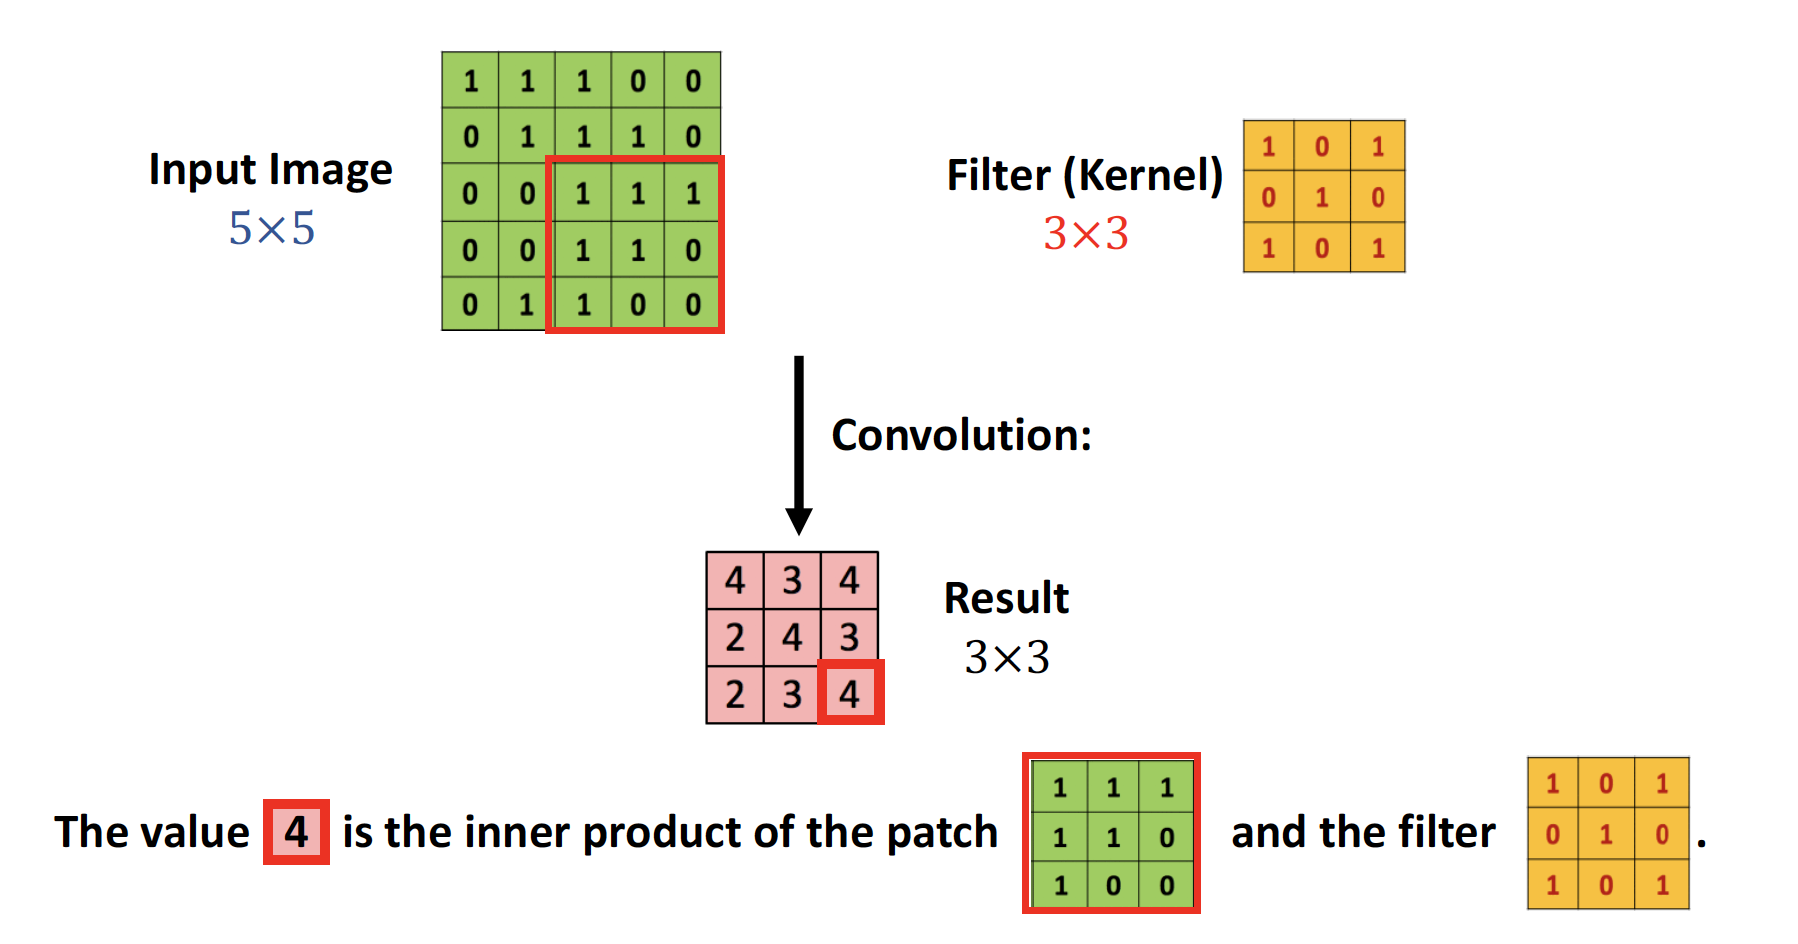 Input Image
5×5
1 1 1 0 0
0 1 1 1 0
0 0 1 1 1
0 0 1 1 0
0 1 1 0 0
Filter (Kernel)
3×3
1 0 1
0 1 0
1 0 1
Convolution:
4 3 4
2 4 3
2 3 4
Result
3×3
The value 4 is the inner product of the patch
1 1 1
1 1 0
1 0 0
and the filter
1 0 1
0 1 0
1 0 1
.